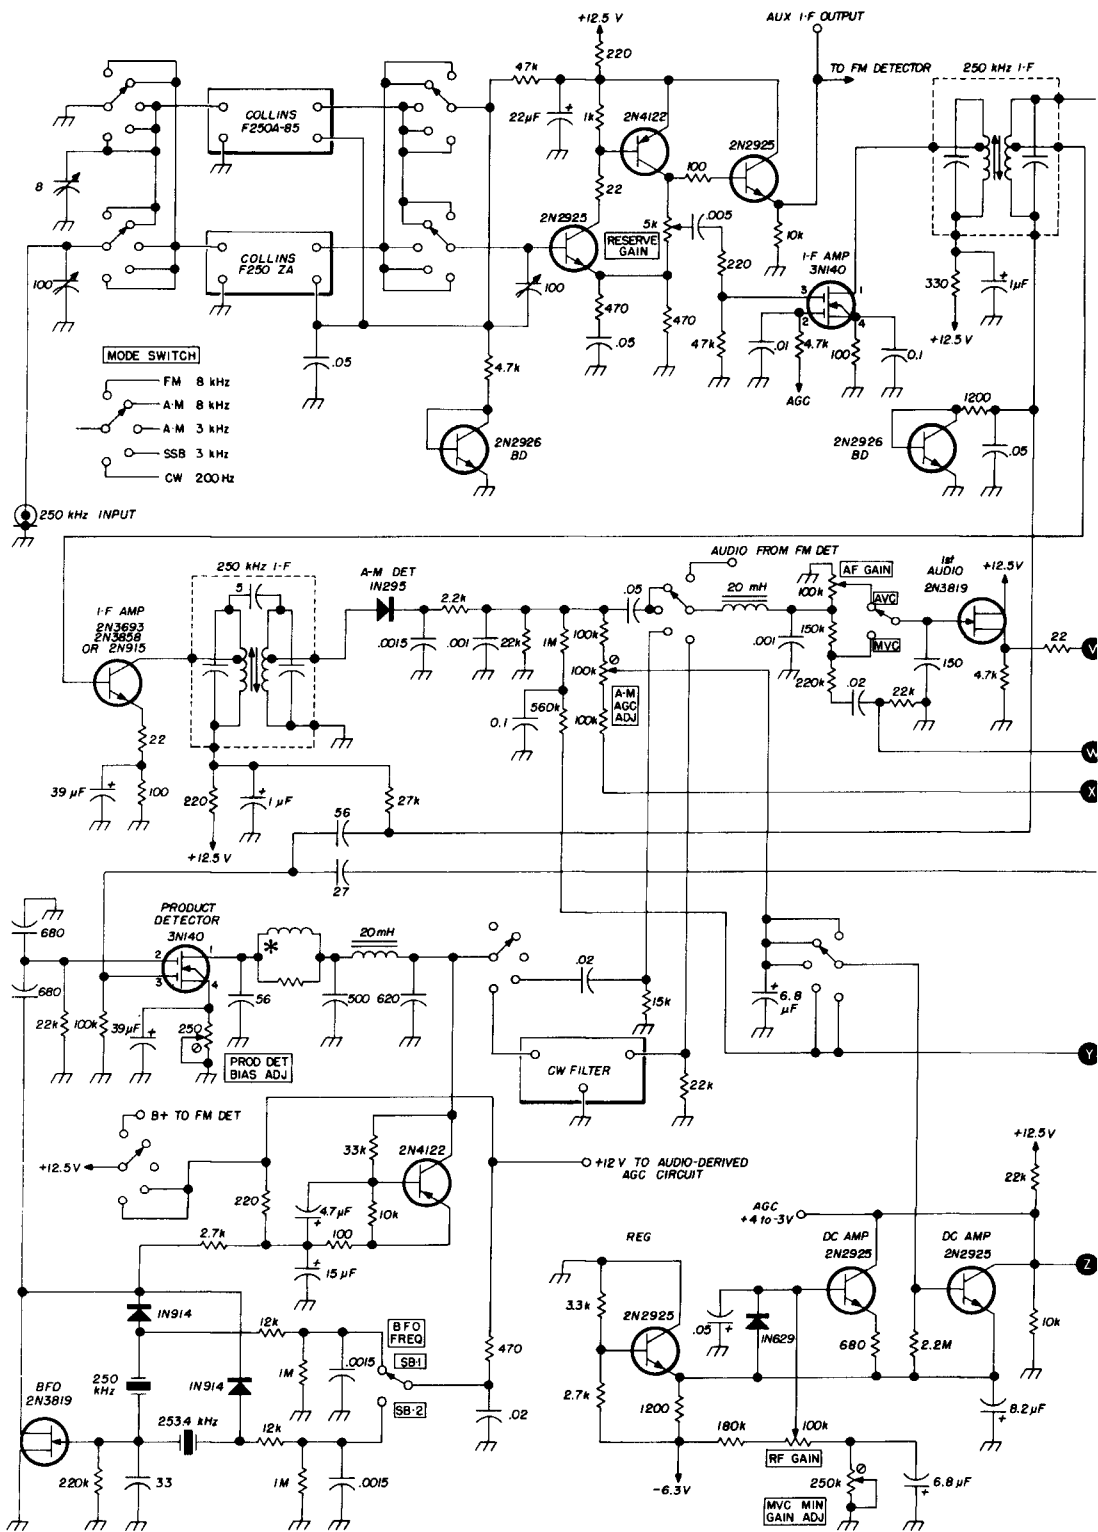 +12.5 V
AUX I-F OUTPUT
220
TO FM DETECTOR
250 kHz I-F
47k
COLLINS
F250A-85
22µF
+
1k
2N4122
2N2925
100
8
22
2N2925
5k
.005
RESERVE
GAIN
10k
I-F AMP
3N140
COLLINS
F250 ZA
100
100
220
3
1
2
4
330
+
1µF
+12.5 V
470
470
.05
47k
.01
4.7k
100
0.1
AGC
MODE SWITCH
FM 8 kHz
A-M 8 kHz
A-M 3 kHz
SSB 3 kHz
CW 200 Hz
.05
4.7k
2N2926
BD
1200
2N2926
BD
.05
250 kHz INPUT
AUDIO FROM FM DET
250 kHz I-F
5
A-M DET
1N295
2.2k
.05
20 mH
AF GAIN
100k
1st
AUDIO
2N3819
+12.5V
AVC
I-F AMP
2N3693
2N3858
OR 2N915
.0015
.001
22k
1M
100k
.001
150k
MVC
150
22
V
100k
220k
.02
22k
4.7k
A-M
AGC
ADJ
0.1
560k
100k
22
W
39 µF
+
100
220
+
1 µF
27k
X
+12.5 V
56
27
680
PRODUCT
DETECTOR
3N140
20mH
*
2
1
3
4
680
.02
56
500
620
15k
+
6.8
µF
22k
100k
39µF
+
250
PROD DET
BIAS ADJ
CW FILTER
22k
Y
B+ TO FM DET
+12.5V
33k
2N4122
+12 V TO AUDIO-DERIVED
AGC CIRCUIT
+12.5 V
22k
220
4.7µF
+
10k
AGC
+4 to -3V
2.7k
100
+
15 µF
REG
DC AMP
2N2925
DC AMP
2N2925
Z
1N914
12k
BFO
FREQ
3.3k
2N2925
.05
+
1N629
680
2.2M
10k
250
kHz
1N914
1M
.0015
SB-1
470
BFO
2N3819
253.4 kHz
12k
SB-2
.02
2.7k
1200
180k
100k
+
8.2µF
RF GAIN
220k
33
1M
.0015
-6.3V
250k
+
6.8 µF
MVC MIN
GAIN ADJ